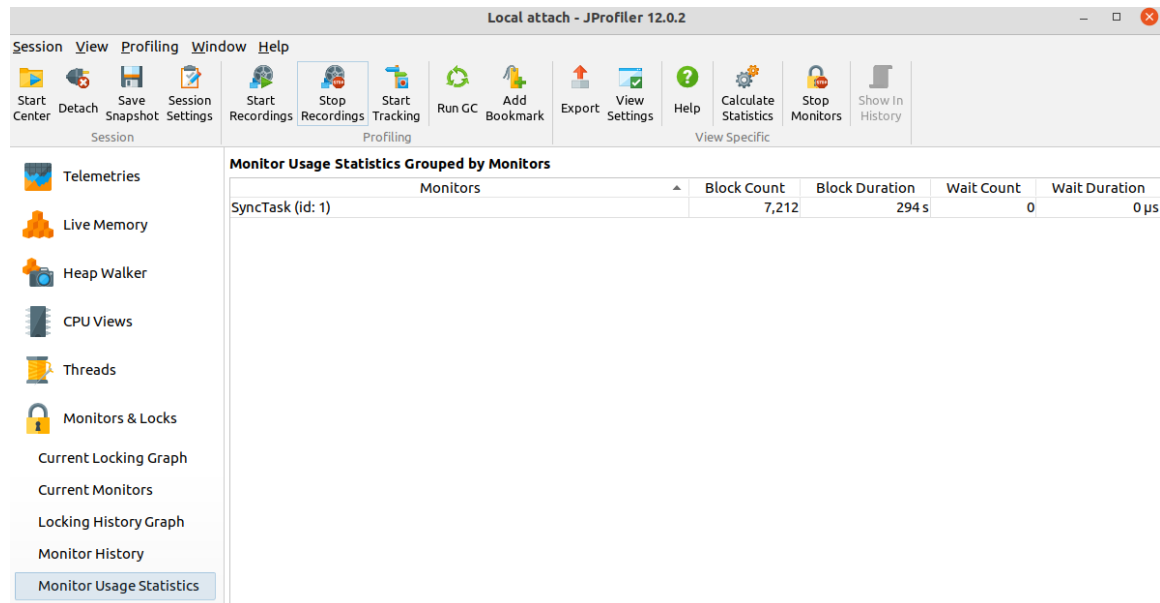 Local attach - JProfiler 12.0.2
Session View Profiling Window Help
Start Center
Detach
Save Snapshot
Session Settings
Start Recordings
Stop Recordings
Start Tracking
Run GC
Add Bookmark
Export
View Settings
Help
Calculate Statistics
Stop Monitors
Show In History
Session
Profiling
View Specific
Telemetries
Live Memory
Heap Walker
CPU Views
Threads
Monitors & Locks
Current Locking Graph
Current Monitors
Locking History Graph
Monitor History
Monitor Usage Statistics
Monitor Usage Statistics Grouped by Monitors
Monitors Block Count Block Duration Wait Count Wait Duration
SyncTask (id: 1) 7,212 294 s 0 0 µs